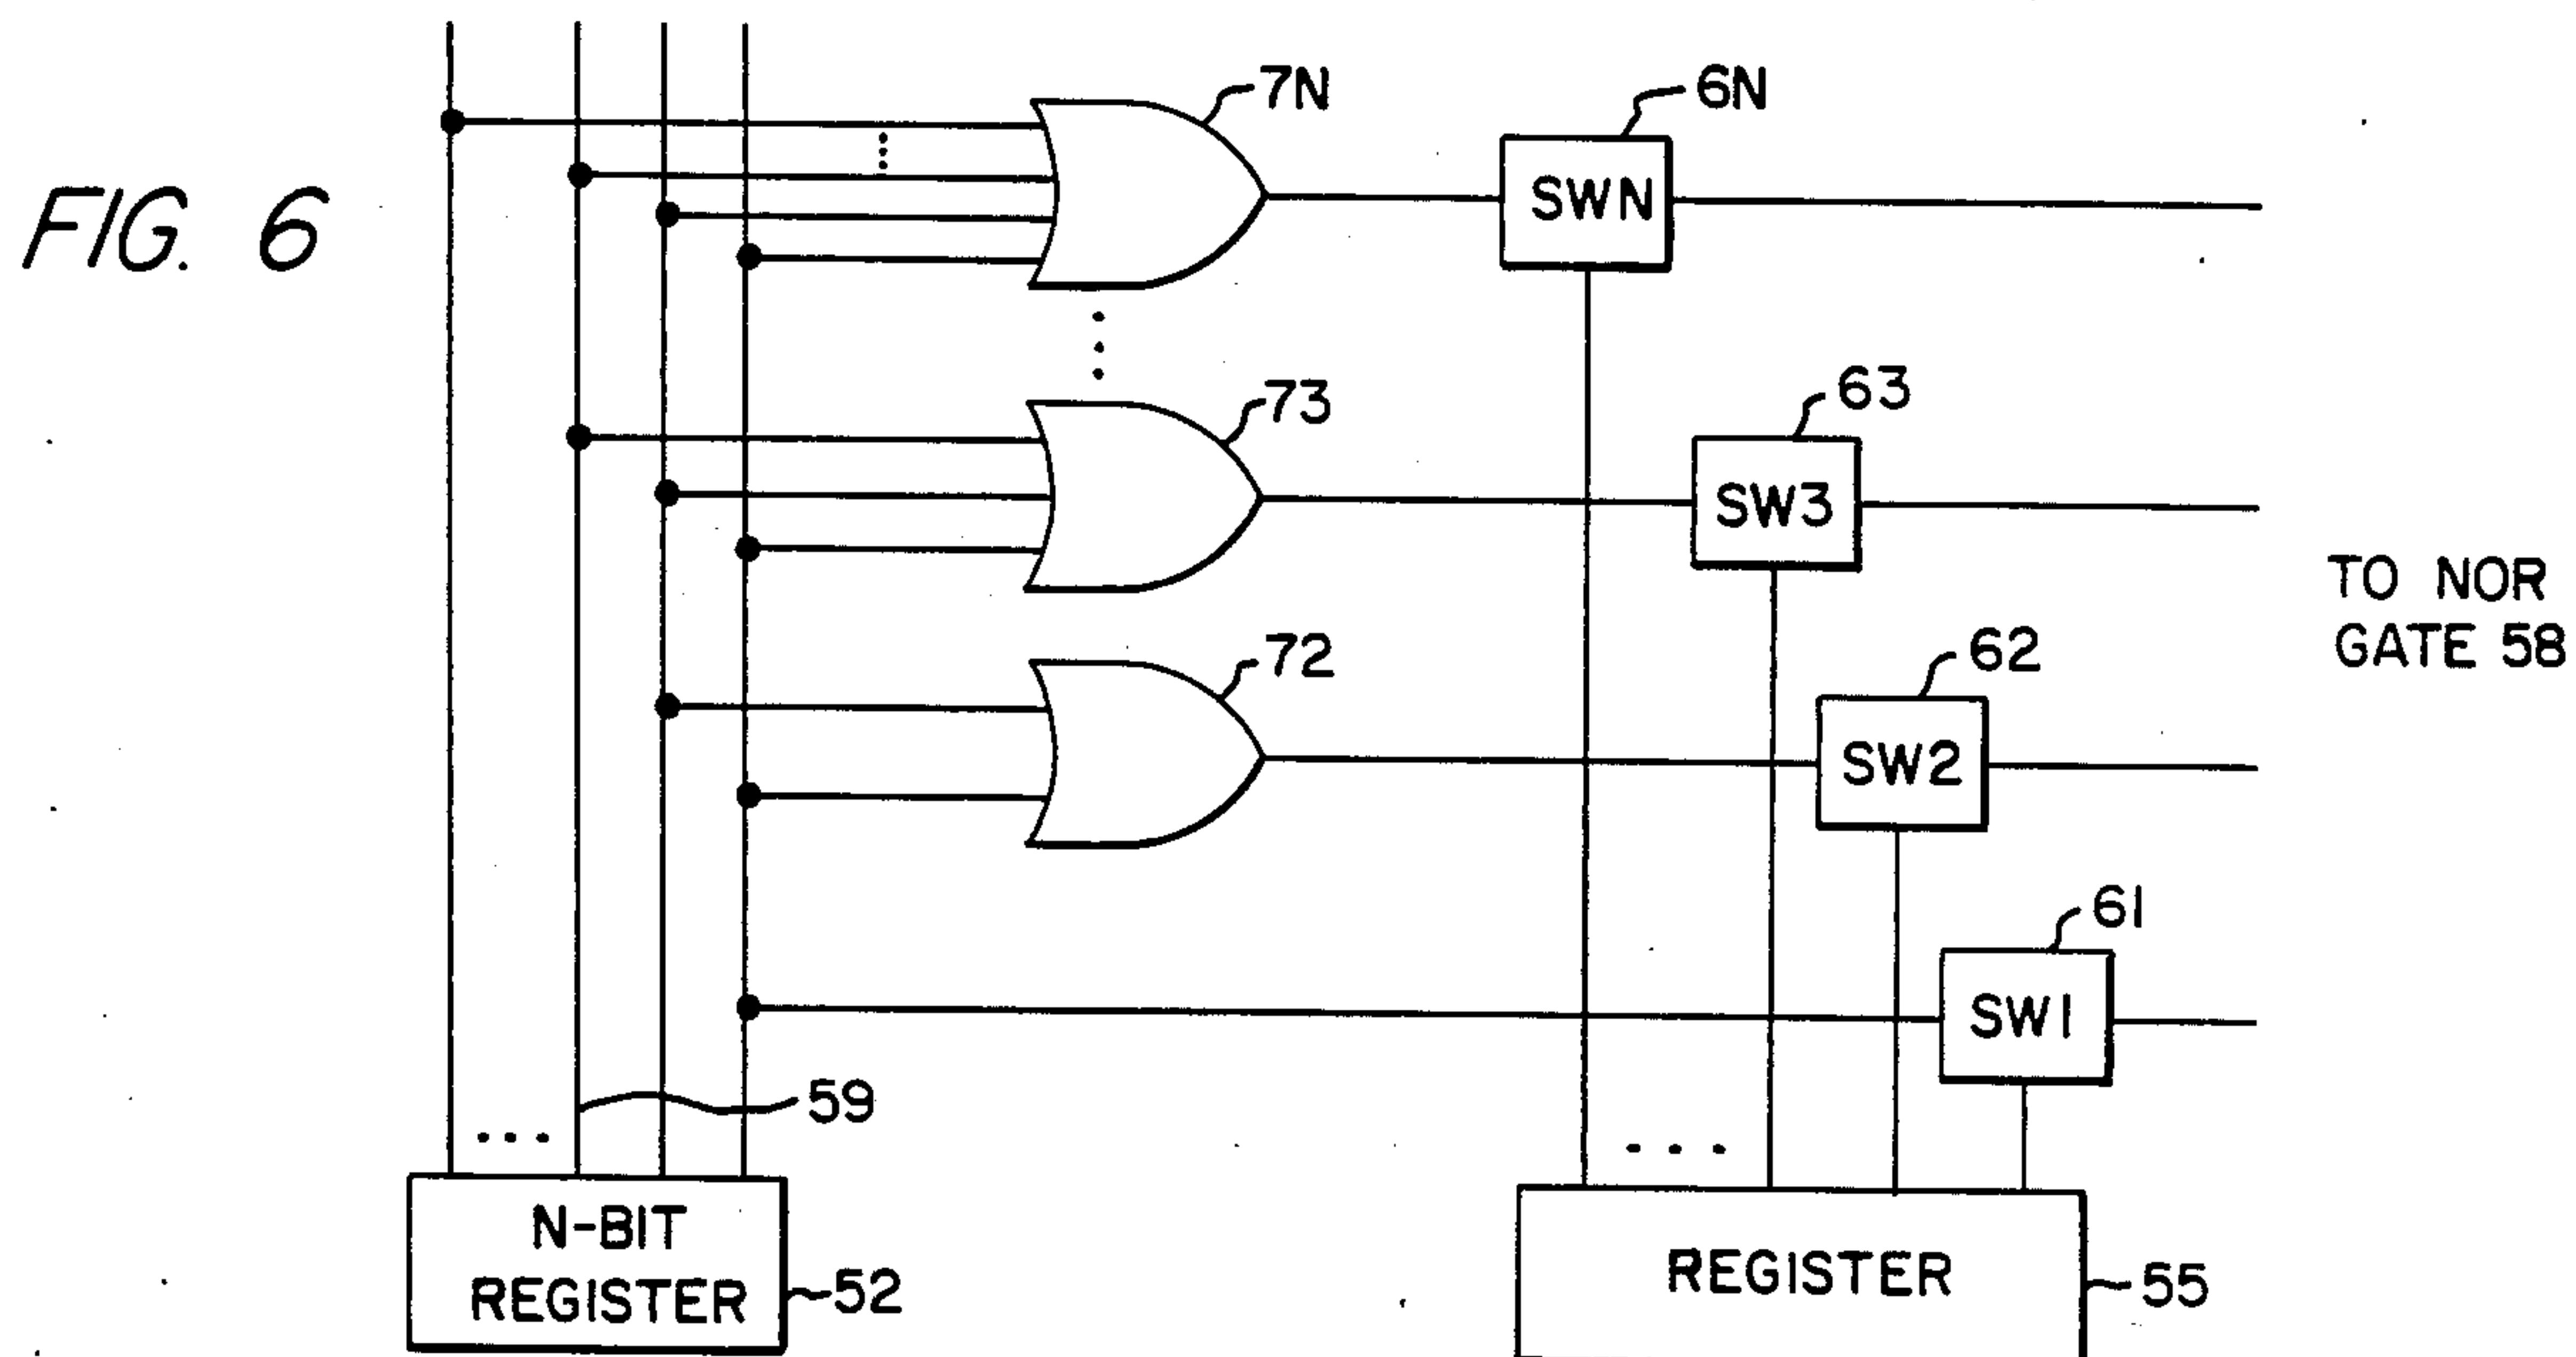 7N
6N
FIG. 6
SWN
73
63
SW3
TO NOR
GATE 58
72
62
SW2
61
SW1
59
N-BIT
REGISTER
52
REGISTER
55